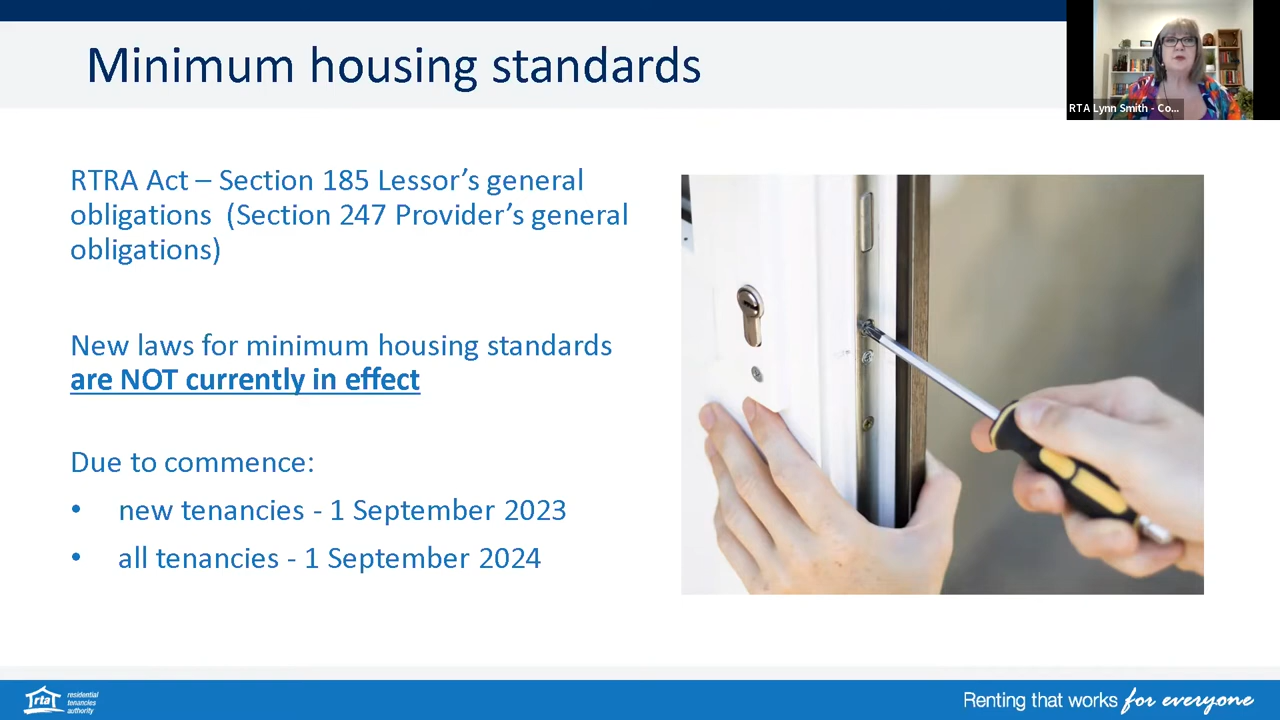 Minimum housing standards
RTA Lynn Smith - Co...
RTRA Act – Section 185 Lessor’s general
obligations  (Section 247 Provider’s general
obligations)
New laws for minimum housing standards
are NOT currently in effect
Due to commence:
• new tenancies - 1 September 2023
• all tenancies - 1 September 2024
rta
residential
tenancies
authority
Renting that works for everyone